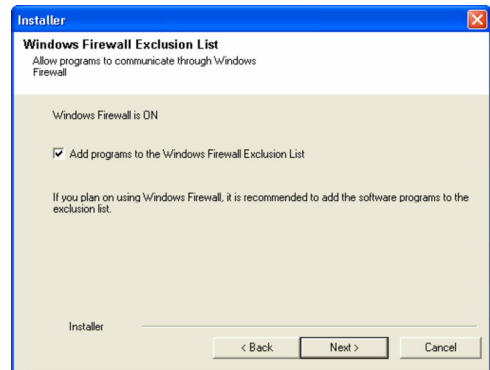 Installer
Windows Firewall Exclusion List
Allow programs to communicate through Windows
Firewall
Windows Firewall is ON
Add programs to the Windows Firewall Exclusion List
If you plan on using Windows Firewall, it is recommended to add the software programs to the
exclusion list.
Installer
< Back
Next >
Cancel